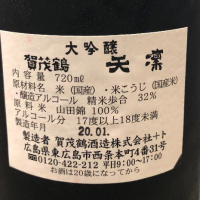 大吟醸
賀茂鶴 天凛
内容量 720㎖
原材料名 米(国産)・米こうじ(国産米)
・醸造アルコール 精米歩合 32%
原料米 山田錦 100%
アルコール分 17度以上18度未満
製造年月 20.01.
製造者 賀茂鶴酒造株式会社ナト
広島県東広島市西条本町4番31号
0120-422-212 平日9:00~17:00
お酒は20歳になってから